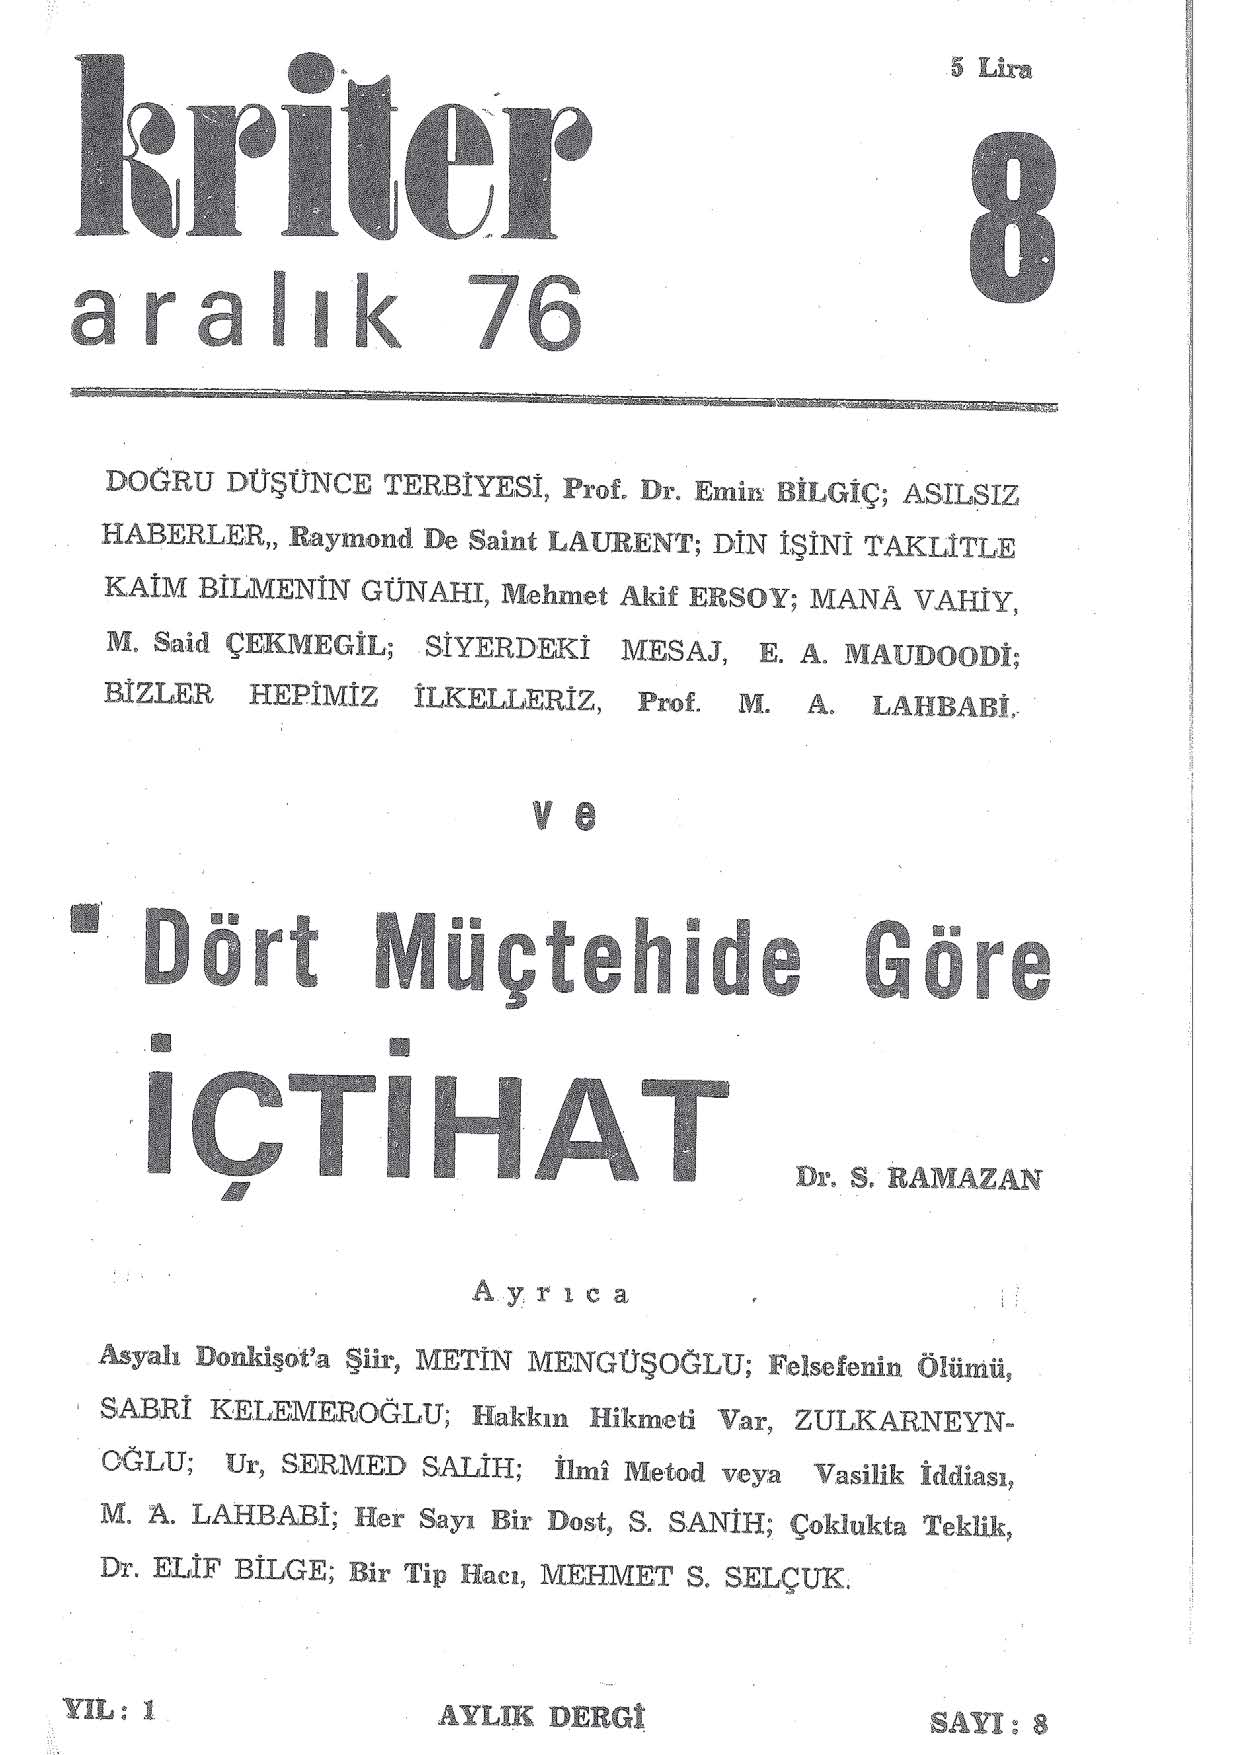 5 Lira
kriter
8
aralık 76
DOĞRU DÜŞÜNCE TERBİYESİ, Prof. Dr. Emin BİLGİÇ; ASILSIZ
HABERLER,, Raymond De Saint LAURENT; DİN İŞİNİ TAKLİTLE
KAİM BİLMENİN GÜNAHI, Mehmet Akif ERSOY; MANÂ VAHİY,
M. Said ÇEKMEGİL; SİYERDEKİ MESAJ, E. A. MAUDOODİ;
BİZLER HEPİMİZ İLKELLERİZ, Prof. M. A. LAHBABİ.
ve
Dört Müçtehide Göre
İÇTİHAT
Dr. S. RAMAZAN
Ayrıca
Asyalı Donkişot'a Şiir, METİN MENGÜŞOĞLU; Felsefenin Ölümü,
SABRİ KELEMEROĞLU; Hakkın Hikmeti Var, ZULKARNEYN-
OĞLU; Ur, SERMED SALİH; İlmî Metod veya Vasilik İddiası,
M. A. LAHBABİ; Her Sayı Bir Dost, S. SANİH; Çoklukta Teklik,
Dr. ELİF BİLGE; Bir Tip Hacı, MEHMET S. SELÇUK.
YIL: 1
AYLIK DERGİ
SAYI: 8